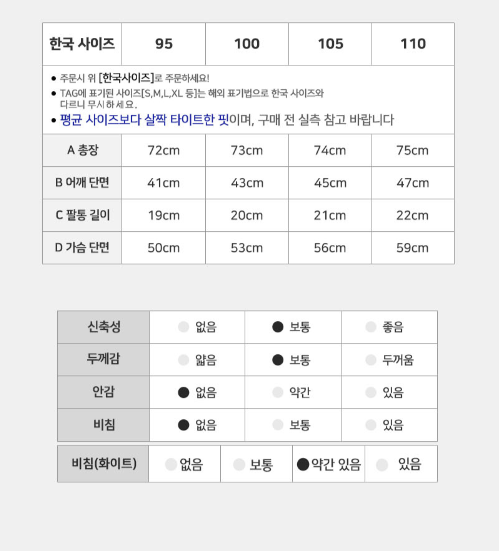 한국 사이즈 95 100 105 110
● 주문시 위 [한국사이즈]로 주문하세요!
● TAG에 표기된 사이즈[S,M,L,XL 등]는 해외 표기법으로 한국 사이즈와
다르니 무시하세요.
● 평균 사이즈보다 살짝 타이트한 핏이며, 구매 전 실측 참고 바랍니다
A 총장 72cm 73cm 74cm 75cm
B 어깨 단면 41cm 43cm 45cm 47cm
C 팔통 길이 19cm 20cm 21cm 22cm
D 가슴 단면 50cm 53cm 56cm 59cm
신축성 없음 보통 좋음
두께감 얇음 보통 두꺼움
안감 없음 약간 있음
비침 없음 보통 있음
비침(화이트) 없음 보통 약간 있음 있음